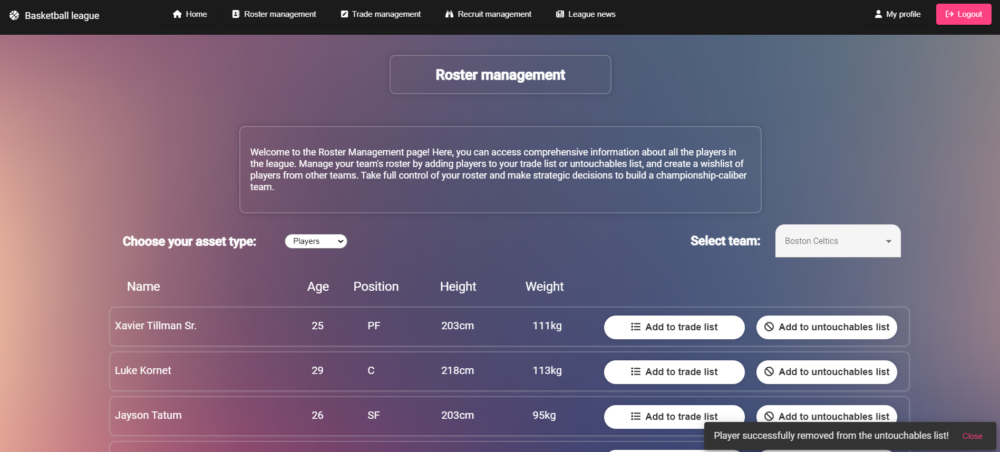 Basketball league
Home
Roster management
Trade management
Recruit management
League news
My profile
Logout
Roster management
Welcome to the Roster Management page! Here, you can access comprehensive information about all the players in
the league. Manage your team's roster by adding players to your trade list or untouchables list, and create a wishlist of
players from other teams. Take full control of your roster and make strategic decisions to build a championship-caliber
team.
Choose your asset type:
Players
Select team:
Boston Celtics
Name Age Position Height Weight
Xavier Tillman Sr. 25 PF 203cm 111kg Add to trade list Add to untouchables list
Luke Kornet 29 C 218cm 113kg Add to trade list Add to untouchables list
Jayson Tatum 26 SF 203cm 95kg Add to trade list Add to untouchables list
Player successfully removed from the untouchables list! Close